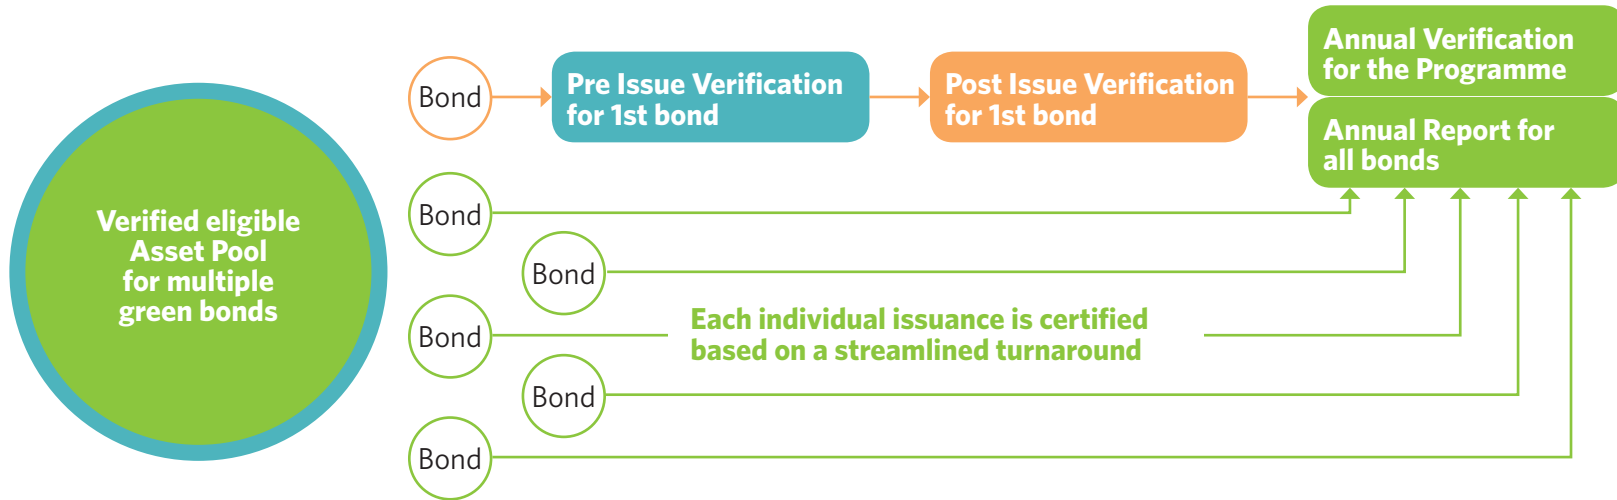 Verified eligible
Asset Pool
for multiple
green bonds
Bond
Pre Issue Verification
for 1st bond
Post Issue Verification
for 1st bond
Annual Verification
for the Programme
Annual Report for
all bonds
Bond
Bond
Bond
Each individual issuance is certified
based on a streamlined turnaround
Bond
Bond